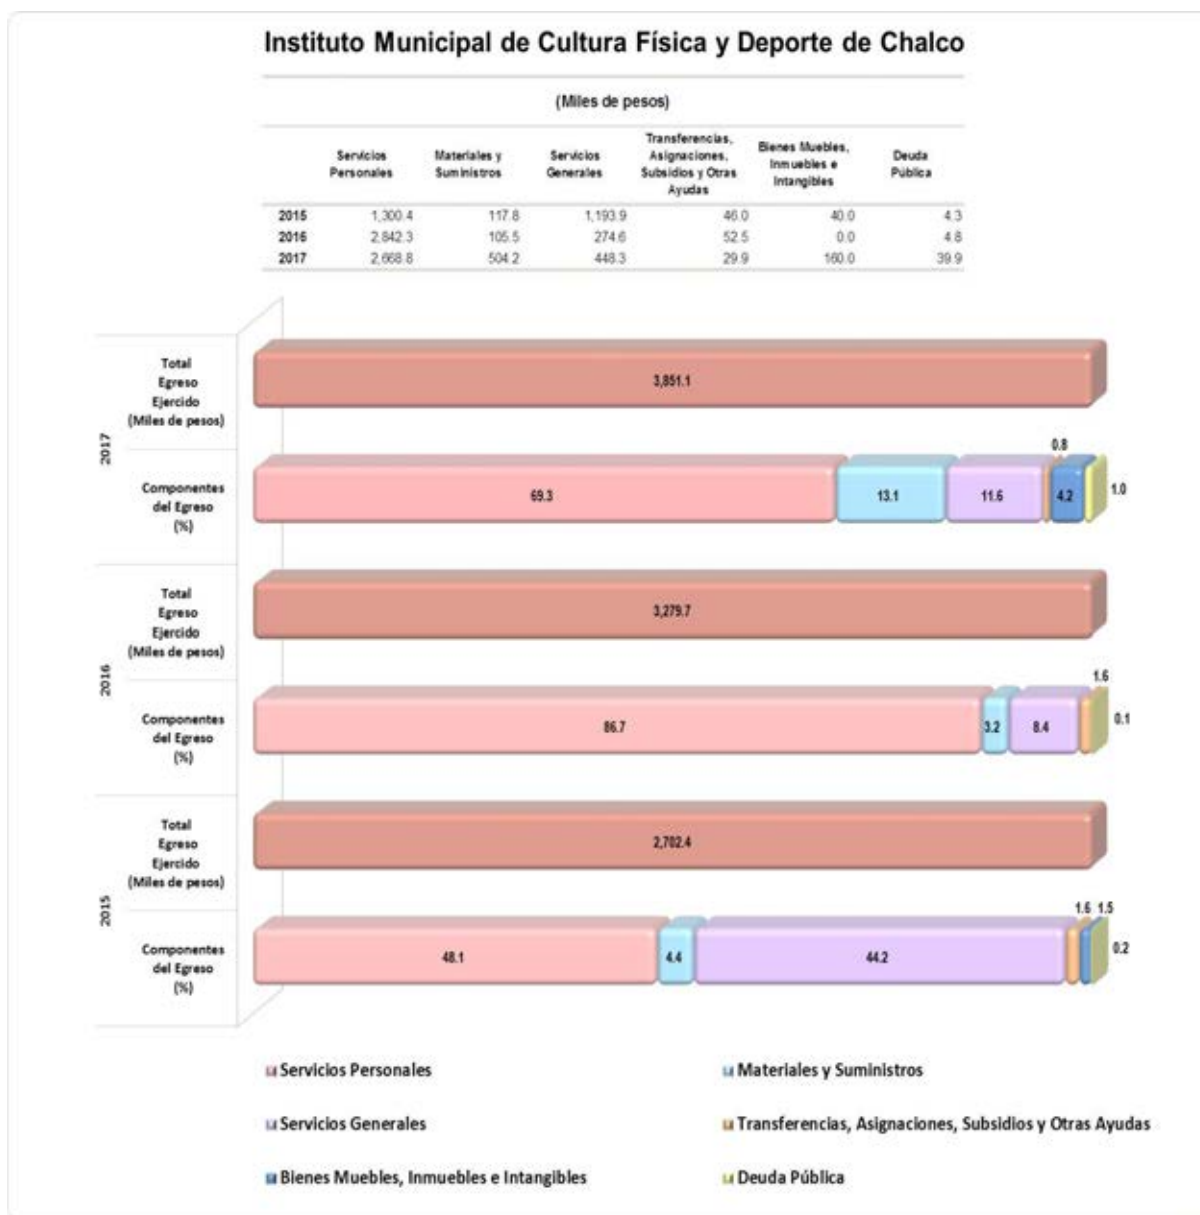 Instituto Municipal de Cultura Física y Deporte de Chalco
(Miles de pesos)
Servicios Personales Materiales y Suministros Servicios Generales Transferencias, Asignaciones, Subsidios y Otras Ayudas Bienes Muebles, Inmuebles e Intangibles Deuda Pública
2015 1,300.4 117.8 1,193.9 46.0 40.0 4.3
2016 2,842.3 105.5 274.6 52.5 0.0 4.8
2017 2,668.8 504.2 448.3 29.9 160.0 39.9
2017
Total
Egreso
Ejercido
(Miles de pesos)
3,851.1
Componentes
del Egreso
(%)
69.3 13.1 11.6 0.8 4.2 1.0
2016
Total
Egreso
Ejercido
(Miles de pesos)
3,279.7
Componentes
del Egreso
(%)
86.7 3.2 8.4 1.6 0.1
2015
Total
Egreso
Ejercido
(Miles de pesos)
2,702.4
Componentes
del Egreso
(%)
48.1 4.4 44.2 1.6 1.5 0.2
Servicios Personales
Materiales y Suministros
Servicios Generales
Transferencias, Asignaciones, Subsidios y Otras Ayudas
Bienes Muebles, Inmuebles e Intangibles
Deuda Pública